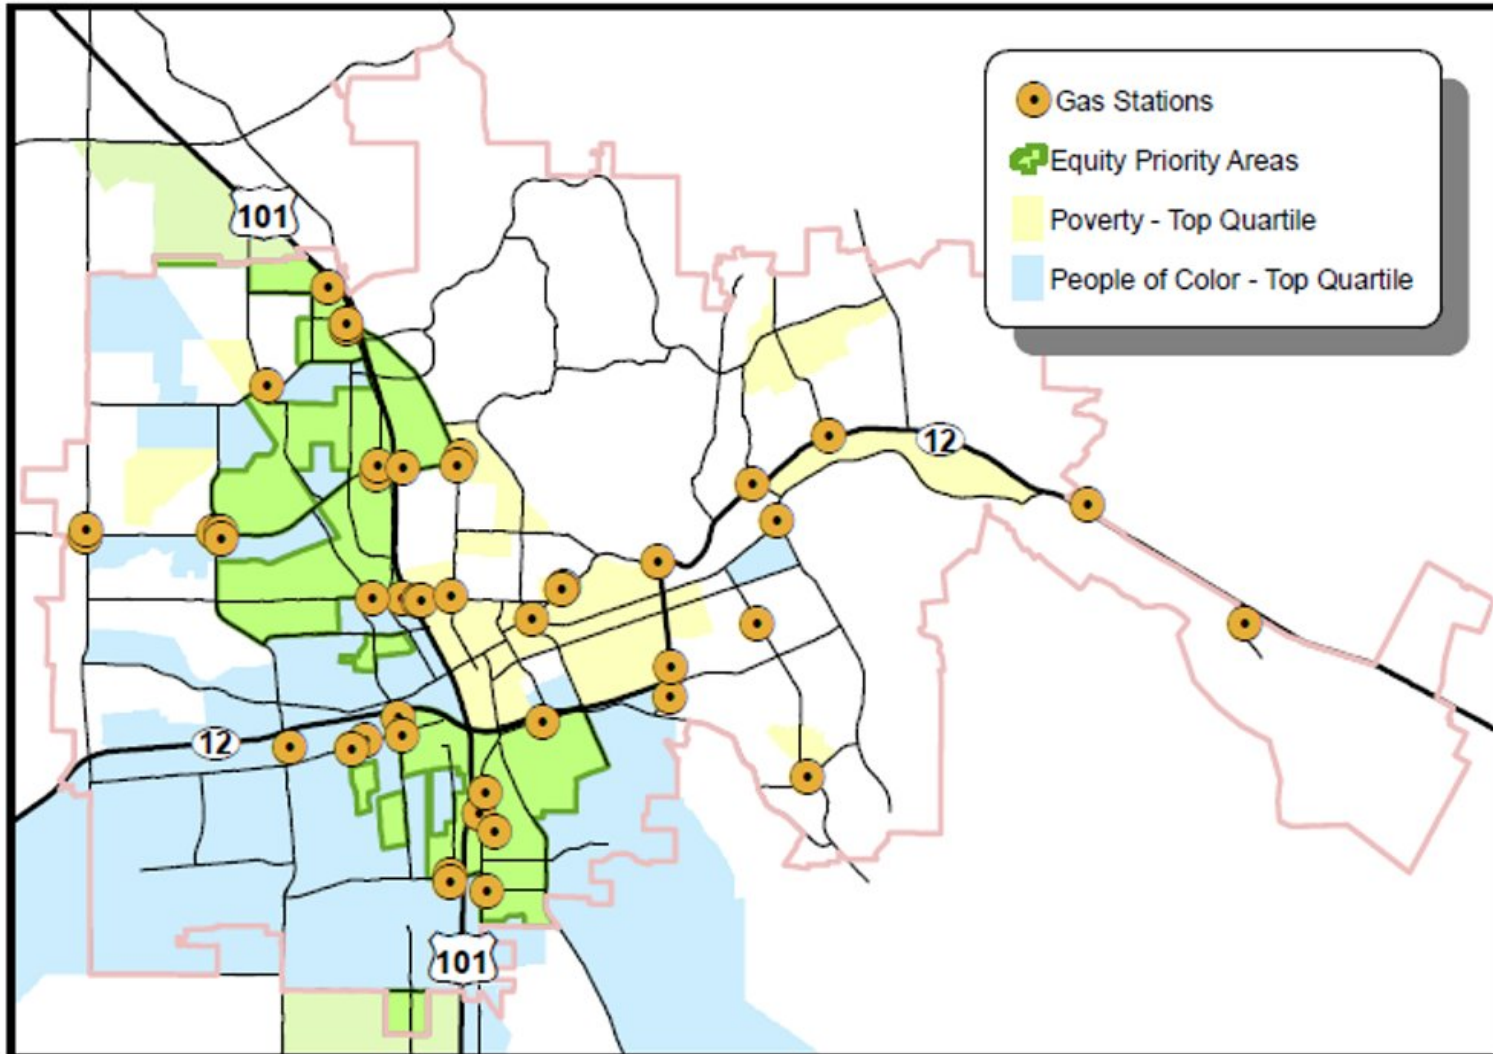 Gas Stations
Equity Priority Areas
Poverty - Top Quartile
People of Color - Top Quartile
101
12
12
101